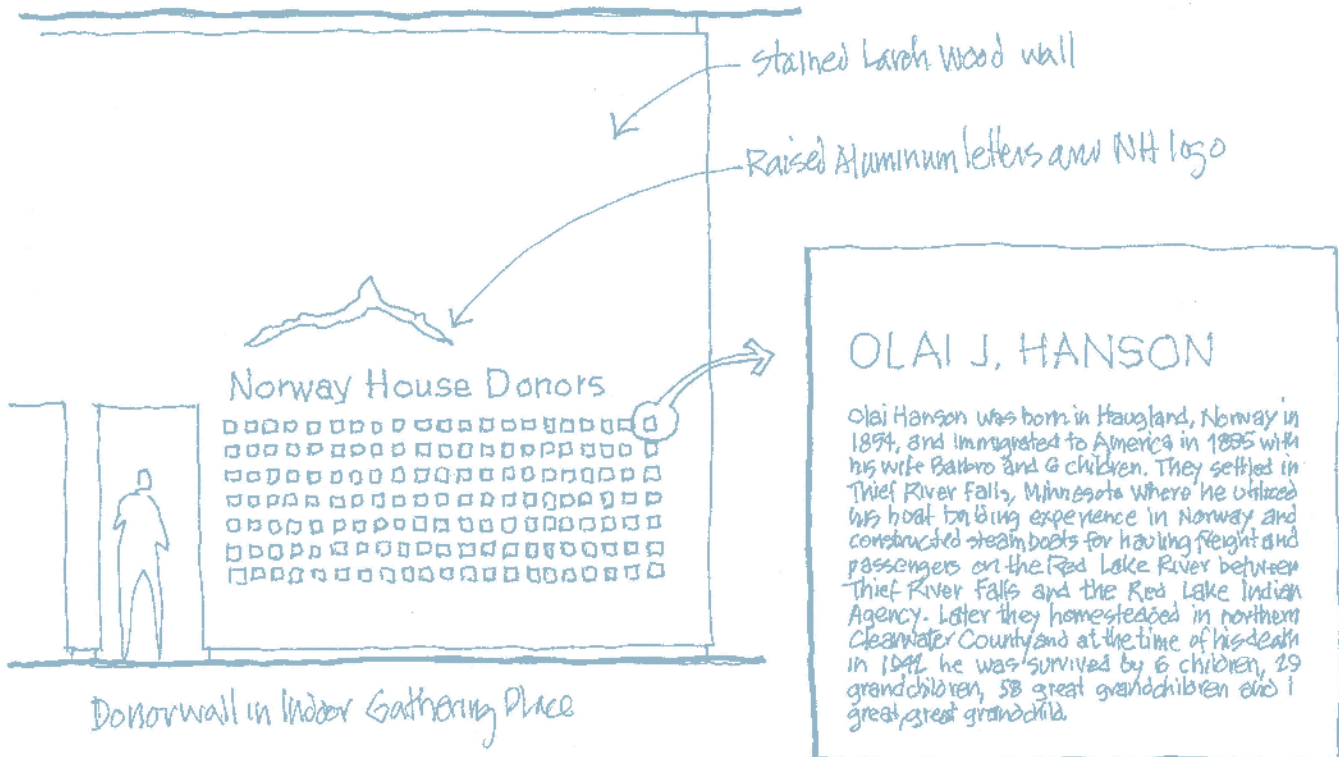 Stained Larch wood wall
Raised Aluminum letters and NH logo
Norway House Donors
Donor wall in Indoor Gathering Place
OLAI J. HANSON
Olai Hanson was born in Haugland, Norway in
1854, and immigrated to America in 1895 with
his wife Barbro and 6 children. They settled in
Thief River Falls, Minnesota where he utilized
his boat building experience in Norway and
constructed steamboats for hauling freight and
passengers on the Red Lake River between
Thief River Falls and the Red Lake Indian
Agency. Later they homesteaded in northern
Clearwater County and at the time of his death
in he was survived by 6 children, 29
grandchildren, 58 great grandchildren and 1
great, great grandchild.